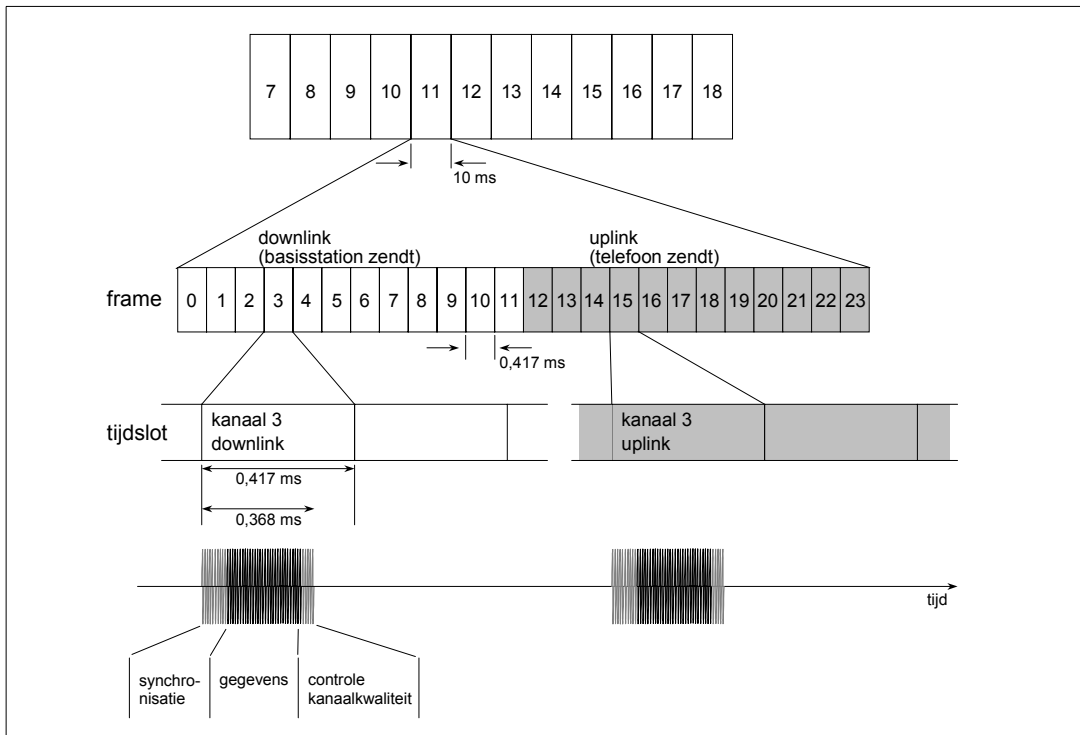 7 8 9 10 11 12 13 14 15 16 17 18
10 ms
downlink
(basisstation zendt)
uplink
(telefoon zendt)
frame
0 1 2 3 4 5 6 7 8 9 10 11 12 13 14 15 16 17 18 19 20 21 22 23
0,417 ms
tijdslot
kanaal 3
downlink
kanaal 3
uplink
0,417 ms
0,368 ms
tijd
synchro-
nisatie
gegevens
controle
kanaalkwaliteit